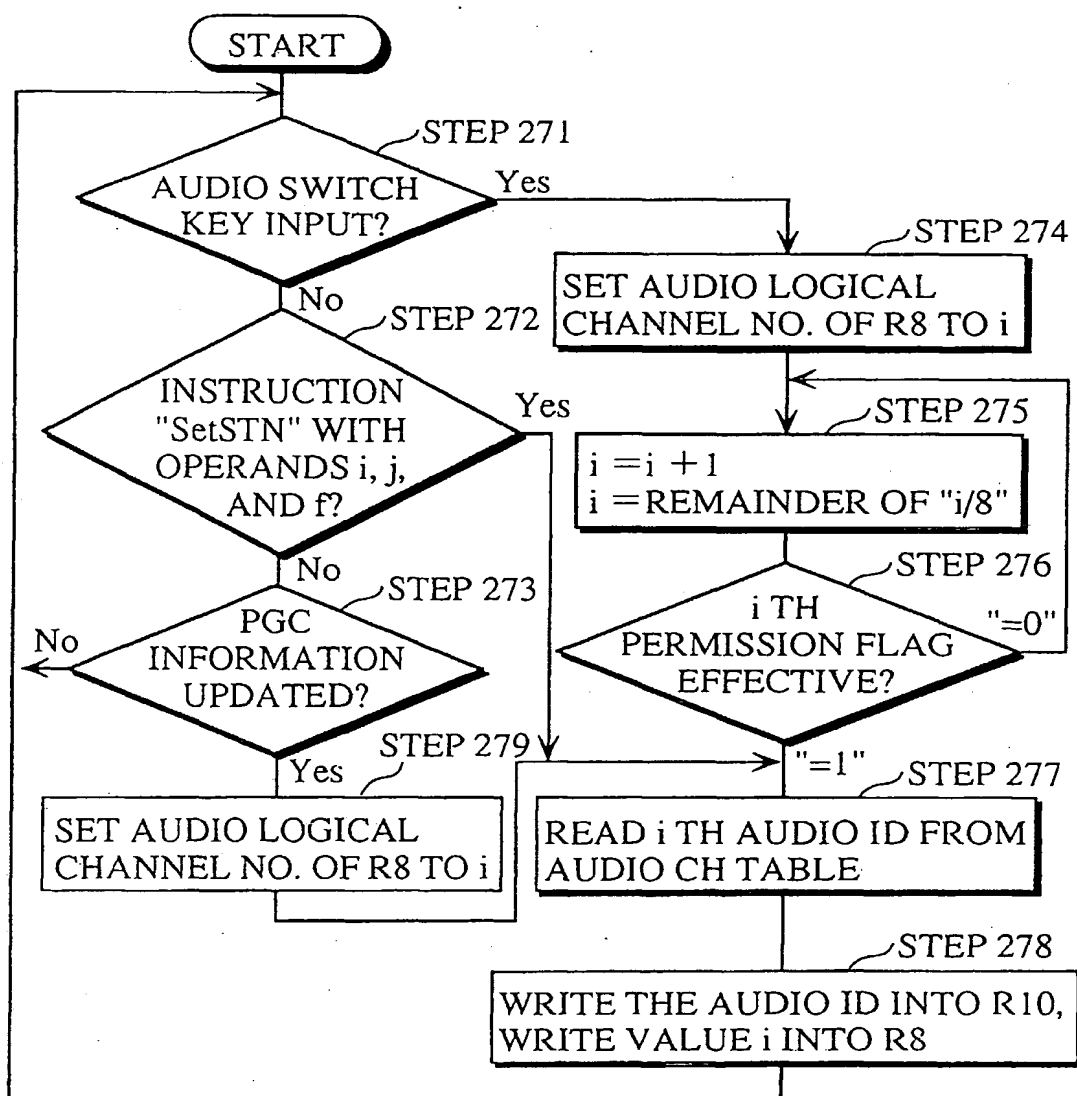 START
STEP 271
AUDIO SWITCH
KEY INPUT?
Yes
No
STEP 274
SET AUDIO LOGICAL
CHANNEL NO. OF R8 TO i
STEP 272
INSTRUCTION
"SetSTN" WITH
OPERANDS i, j,
AND f?
Yes
No
STEP 275
i = i + 1
i = REMAINDER OF "i/8"
STEP 276
i TH
PERMISSION FLAG
EFFECTIVE?
"=0"
"=1"
STEP 273
PGC
INFORMATION
UPDATED?
No
Yes
STEP 279
SET AUDIO LOGICAL
CHANNEL NO. OF R8 TO i
STEP 277
READ i TH AUDIO ID FROM
AUDIO CH TABLE
STEP 278
WRITE THE AUDIO ID INTO R10,
WRITE VALUE i INTO R8